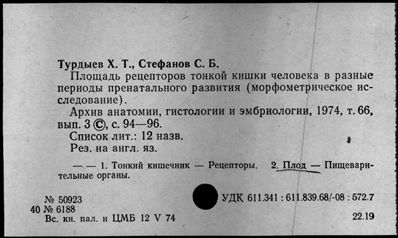 Турдыев Х. Т., Стефанов С. Б.
Площадь рецепторов тонкой кишки человека в разные
периоды пренатального развития (морфометрическое ис-
следование).
Архив анатомии, гистологии и эмбриологии, 1974, т. 66,
вып. 3 ©, с. 94—96.
Список лит.: 12 назв.
Рез. на англ. яз.
— — 1. Тонкий кишечник — Рецепторы. 2. Плод — Пищевари-
тельные органы.
№ 50923
УДК 611.341 : 611.839.68/-08 : 572.7
40 № 6188
Вс. кн. пал. и ЦМБ 12 V 74
22.19